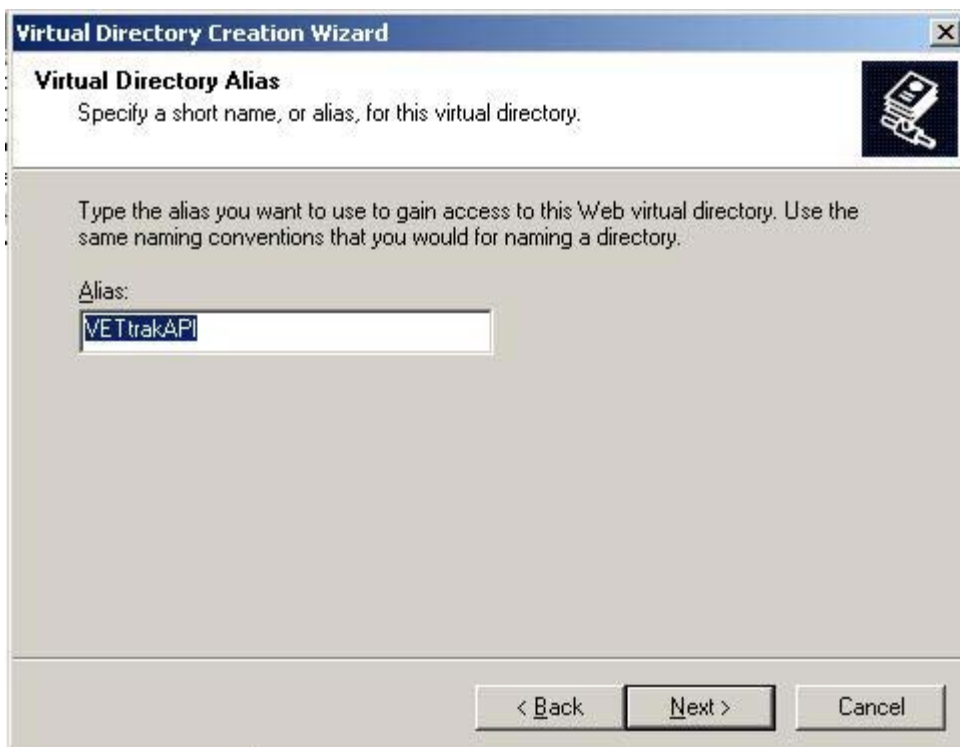 Virtual Directory Creation Wizard
Virtual Directory Alias
Specify a short name, or alias, for this virtual directory.
Type the alias you want to use to gain access to this Web virtual directory. Use the
same naming conventions that you would for naming a directory.
Alias:
VETtrakAPI
< Back
Next >
Cancel